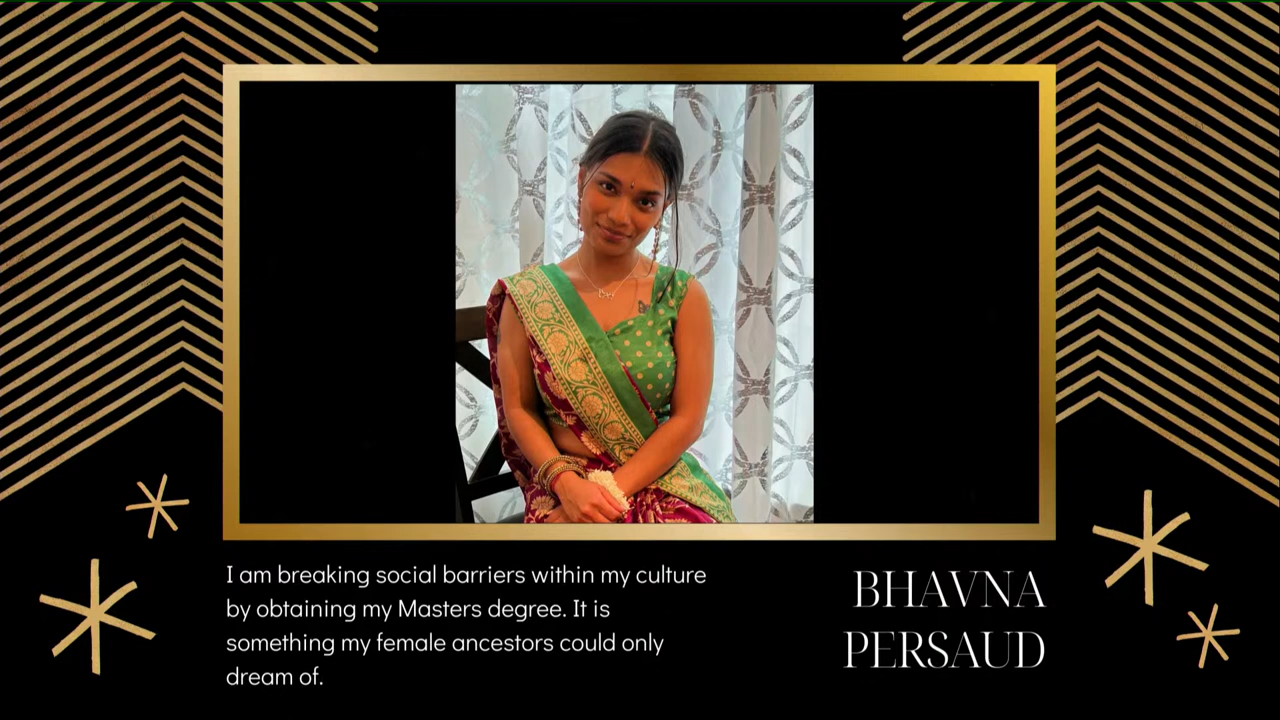 I am breaking social barriers within my culture
by obtaining my Masters degree. It is
something my female ancestors could only
dream of.
BHAVNA
PERSAUD